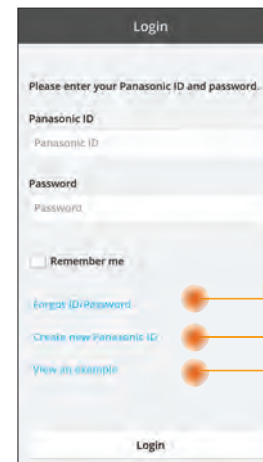 Login
Please enter your Panasonic ID and password.
Panasonic ID
Panasonic ID
Password
Password
Remember me
Forgot ID/Password
Create new Panasonic ID
View an example
Login